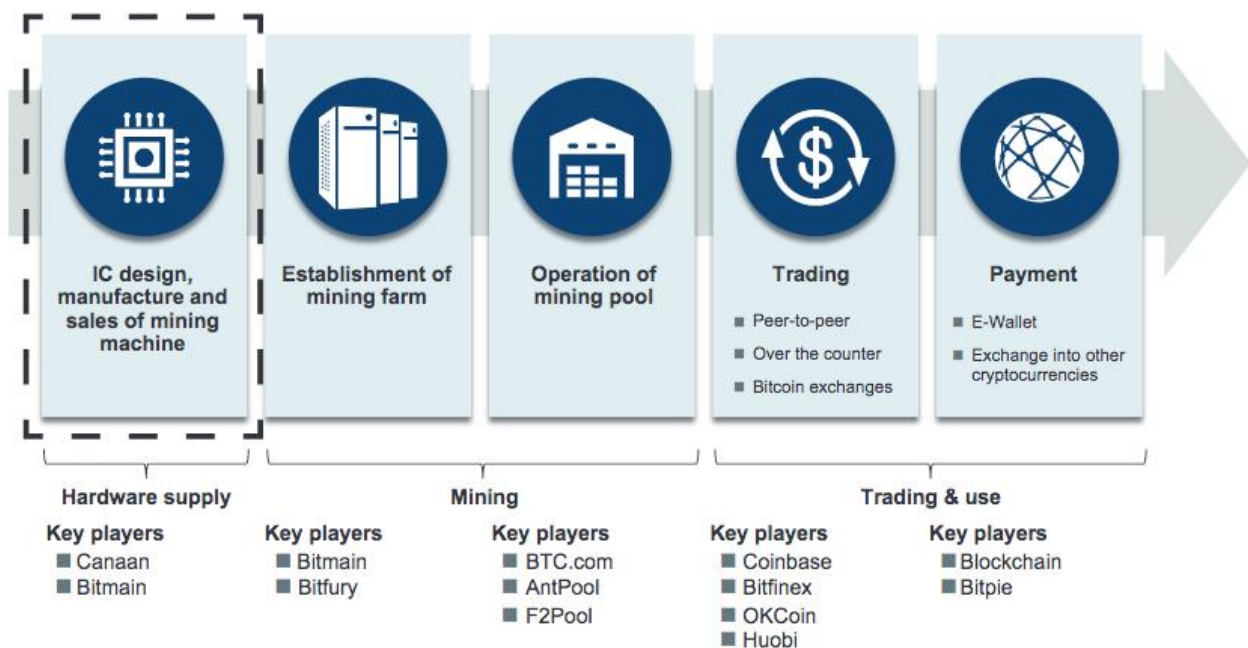 IC design,
manufacture and
sales of mining
machine
Establishment of
mining farm
Operation of
mining pool
$
Trading
■ Peer-to-peer
■ Over the counter
■ Bitcoin exchanges
Payment
■ E-Wallet
■ Exchange into other
cryptocurrencies
Hardware supply
Key players
■ Canaan
■ Bitmain
Mining
Key players
■ Bitmain
■ Bitfury
Key players
■ BTC.com
■ AntPool
■ F2Pool
Trading & use
Key players
■ Coinbase
■ Bitfinex
■ OKCoin
■ Huobi
Key players
■ Blockchain
■ Bitpie